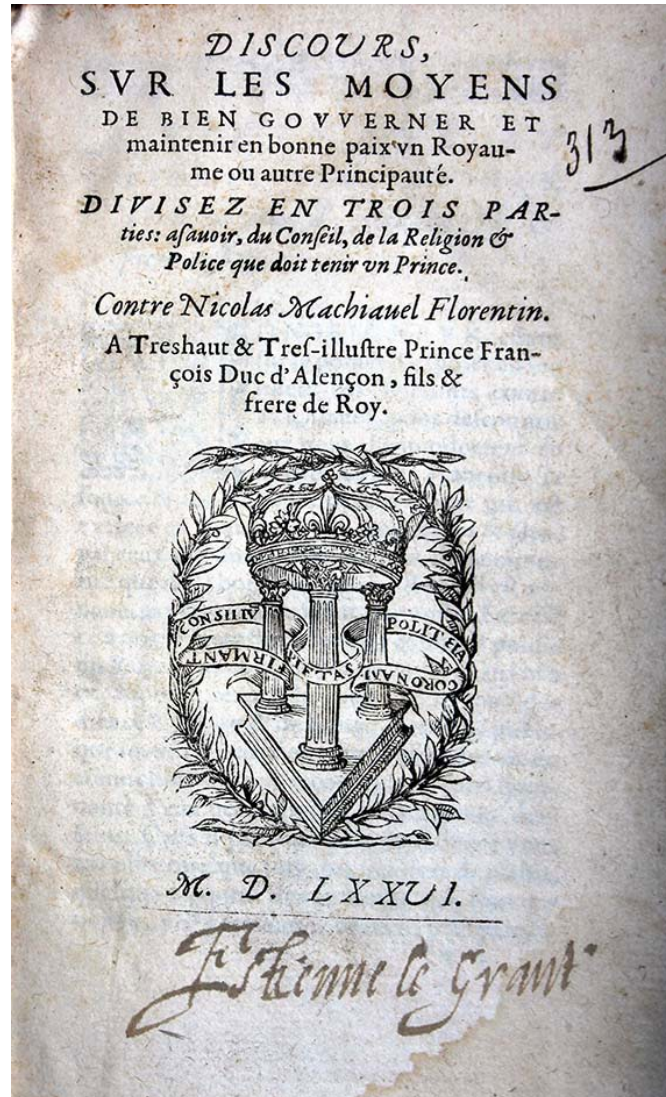 DISCOURS,
SVR LES MOYENS
DE BIEN GOVVERNER ET
maintenir en bonne paix vn Royau-
me ou autre Principauté.
DIVISEZ EN TROIS PAR-
ties: aſauoir, du Conſeil, de la Religion &
Police que doit tenir vn Prince.
Contre Nicolas Machiauel Florentin.
A Treshaut & Treſ-illuſtre Prince Fran-
çois Duc d'Alençon, fils &
frere de Roy.
313
CONSILIV PIETAS POLITEIA
FIRMANT CORONAM
M. D. LXXVI.
Estienne le Grant